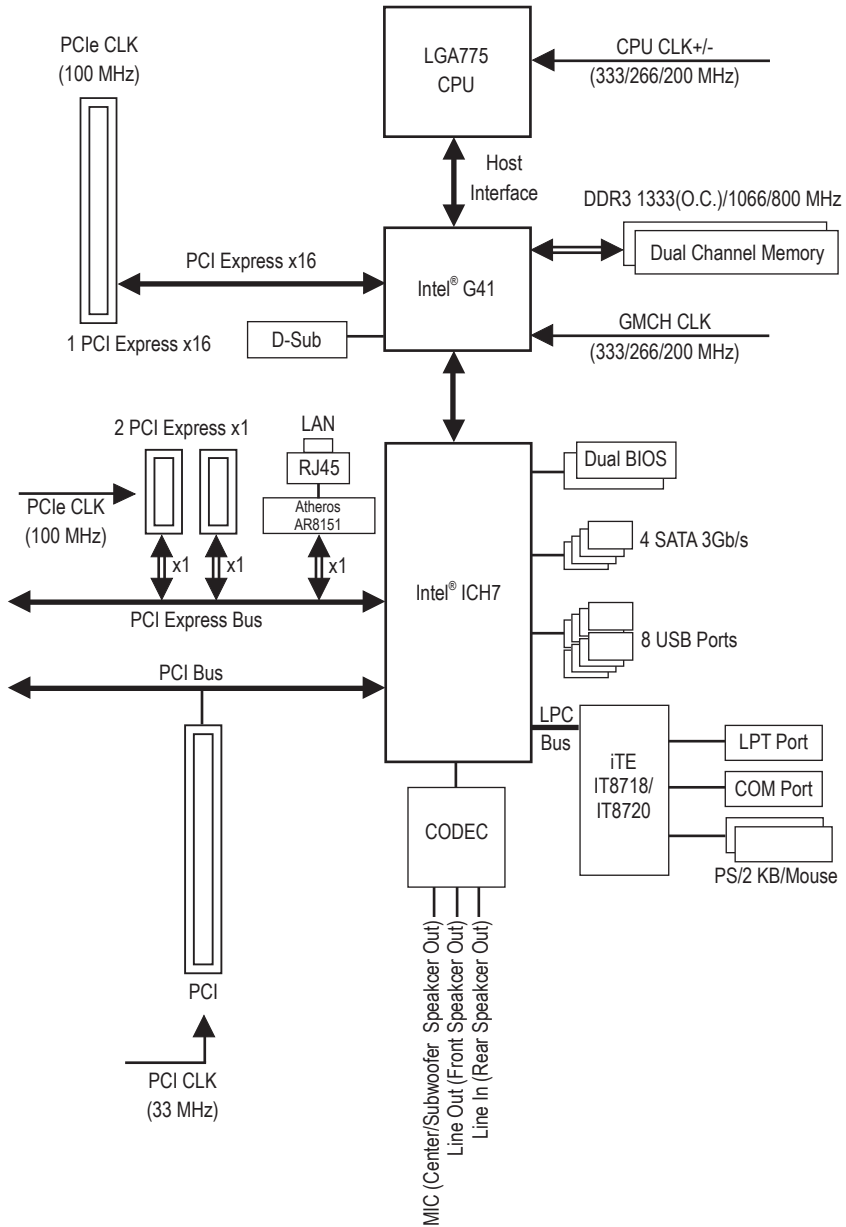 PCIe CLK
(100 MHz)
LGA775
CPU
CPU CLK+/-
(333/266/200 MHz)
Host
Interface
DDR3 1333(O.C.)/1066/800 MHz
Dual Channel Memory
PCI Express x16
Intel® G41
1 PCI Express x16
D-Sub
GMCH CLK
(333/266/200 MHz)
2 PCI Express x1
LAN
RJ45
Atheros
AR8151
PCIe CLK
(100 MHz)
x1
x1
x1
PCI Express Bus
Intel® ICH7
Dual BIOS
4 SATA 3Gb/s
8 USB Ports
PCI Bus
LPC
Bus
iTE
IT8718/
IT8720
LPT Port
COM Port
PS/2 KB/Mouse
CODEC
PCI
PCI CLK
(33 MHz)
MIC (Center/Subwoofer Speakcer Out)
Line Out (Front Speakcer Out)
Line In (Rear Speakcer Out)